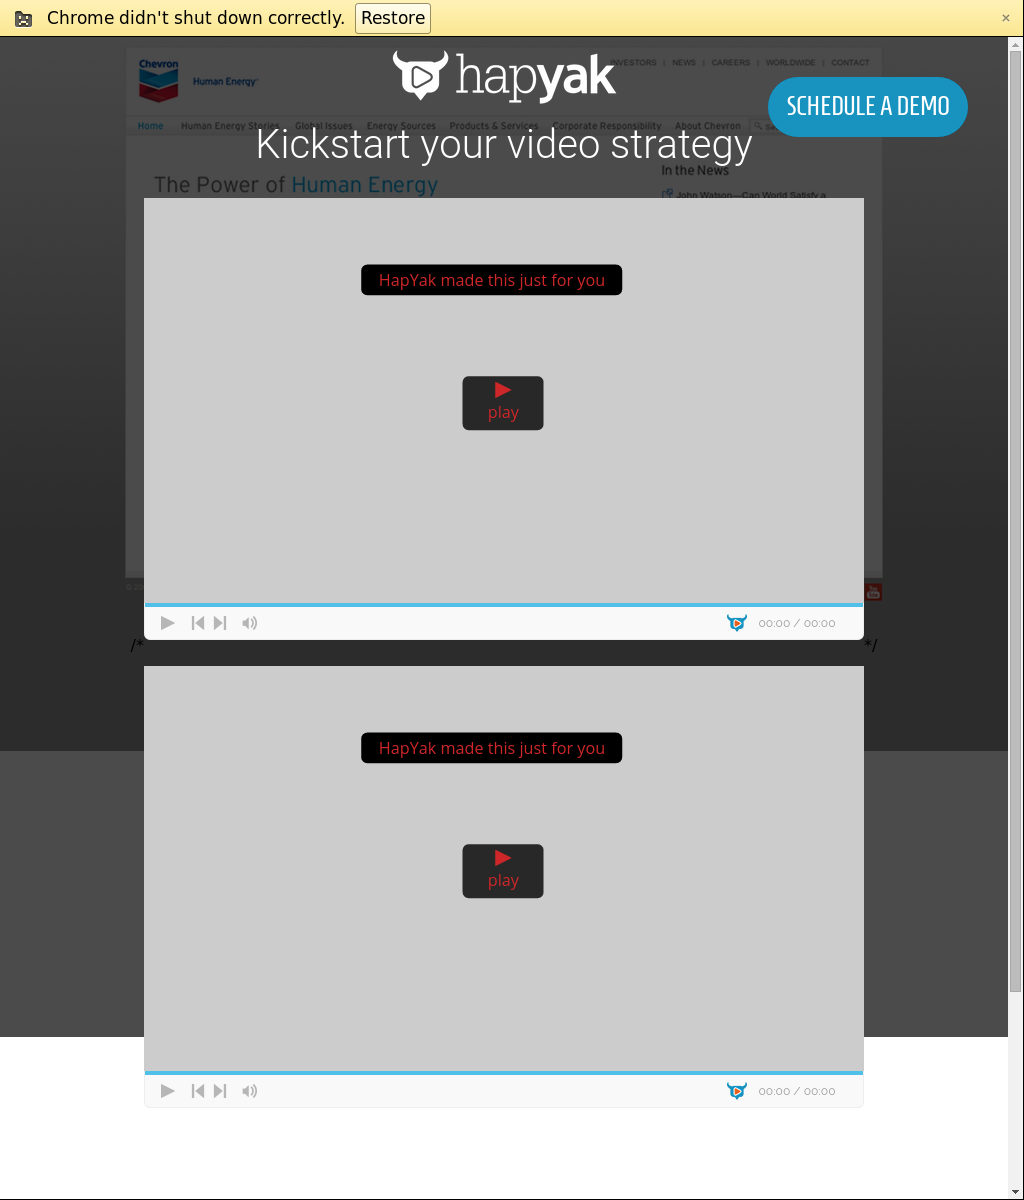 Chrome didn't shut down correctly. Restore
Chevron
Human Energy
INVESTORS | NEWS | CAREERS | WORLDWIDE | CONTACT
hapyak
SCHEDULE A DEMO
Home Human Energy Stories Global Issues Energy Sources Products & Services Corporate Responsibility About Chevron
Kickstart your video strategy
In the News
The Power of Human Energy
John Watson—Can World Satisfy a
HapYak made this just for you
play
You
00:00 / 00:00
/* */
HapYak made this just for you
play
00:00 / 00:00